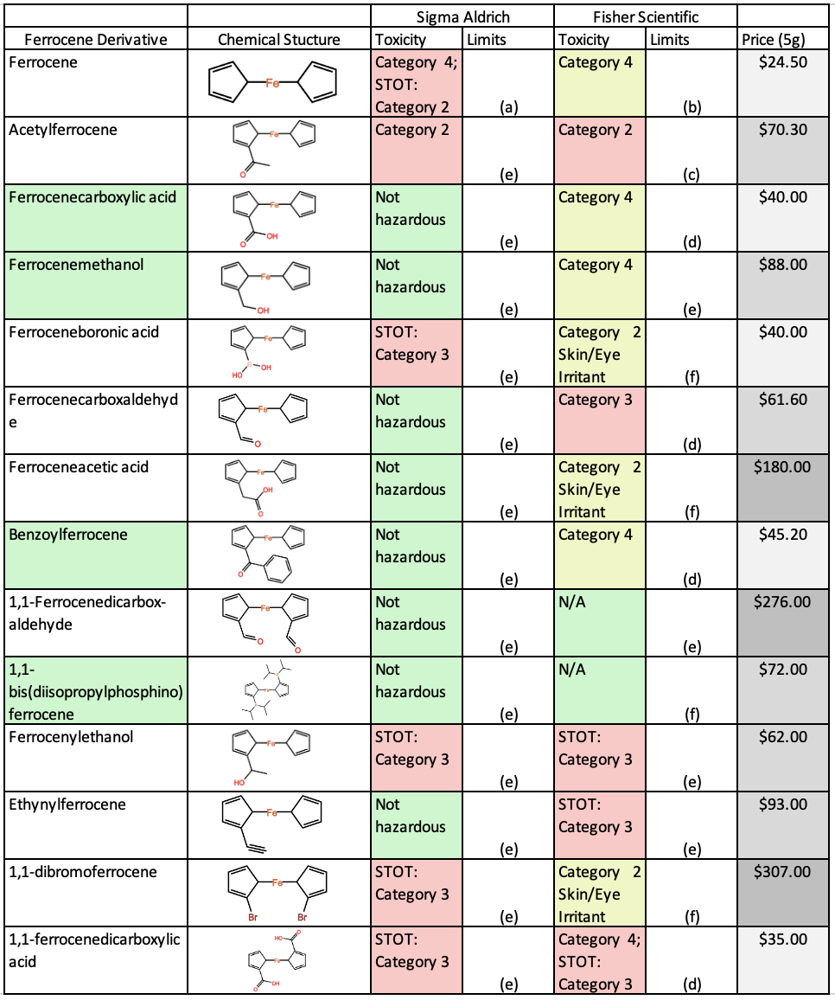 Sigma Aldrich Fisher Scientific
Ferrocene Derivative Chemical Stucture Toxicity Limits Toxicity Limits Price (5g)
Ferrocene Fe Category 4; Category 4 $24.50
STOT:
Category 2 (a) (b)
Acetylferrocene Fe Category 2 Category 2 $70.30
O (e) (c)
Ferrocenecarboxylic acid Fe Not Category 4 $40.00
hazardous
O OH (e) (d)
Ferrocenemethanol Fe Not Category 4 $88.00
hazardous
OH (e) (e)
Ferroceneboronic acid Fe STOT: Category 2 $40.00
Category 3 Skin/Eye
HO B OH (e) Irritant (f)
Ferrocenecarboxaldehyd Fe Not Category 3 $61.60
e hazardous
O (e) (d)
Ferroceneacetic acid Fe Not Category 2 $180.00
OH hazardous Skin/Eye
O (e) Irritant (f)
Benzoylferrocene Fe Not Category 4 $45.20
hazardous
O (e) (d)
1,1-Ferrocenedicarbox- Fe Not N/A $276.00
aldehyde hazardous
O O (e) (e)
1,1- Not N/A $72.00
bis(diisopropylphosphino) hazardous
ferrocene (e) (f)
Ferrocenylethanol Fe STOT: STOT: $62.00
Category 3 Category 3
HO (e) (e)
Ethynylferrocene Fe Not STOT: $93.00
hazardous Category 3
(e) (e)
1,1-dibromoferrocene Fe STOT: Category 2 $307.00
Category 3 Skin/Eye
Br Br (e) Irritant (f)
1,1-ferrocenedicarboxylic HO O STOT: Category 4; $35.00
acid Fe Category 3 STOT:
O OH (e) Category 3 (d)